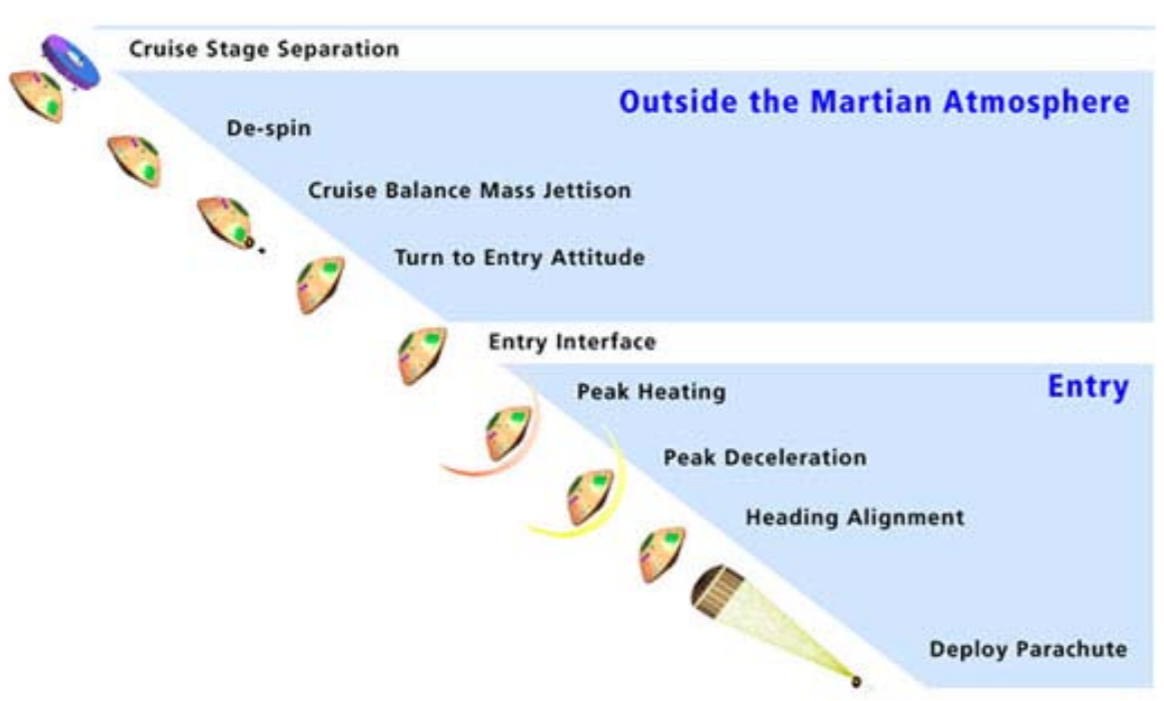 Cruise Stage Separation
Outside the Martian Atmosphere
De-spin
Cruise Balance Mass Jettison
Turn to Entry Attitude
Entry Interface
Entry
Peak Heating
Peak Deceleration
Heading Alignment
Deploy Parachute